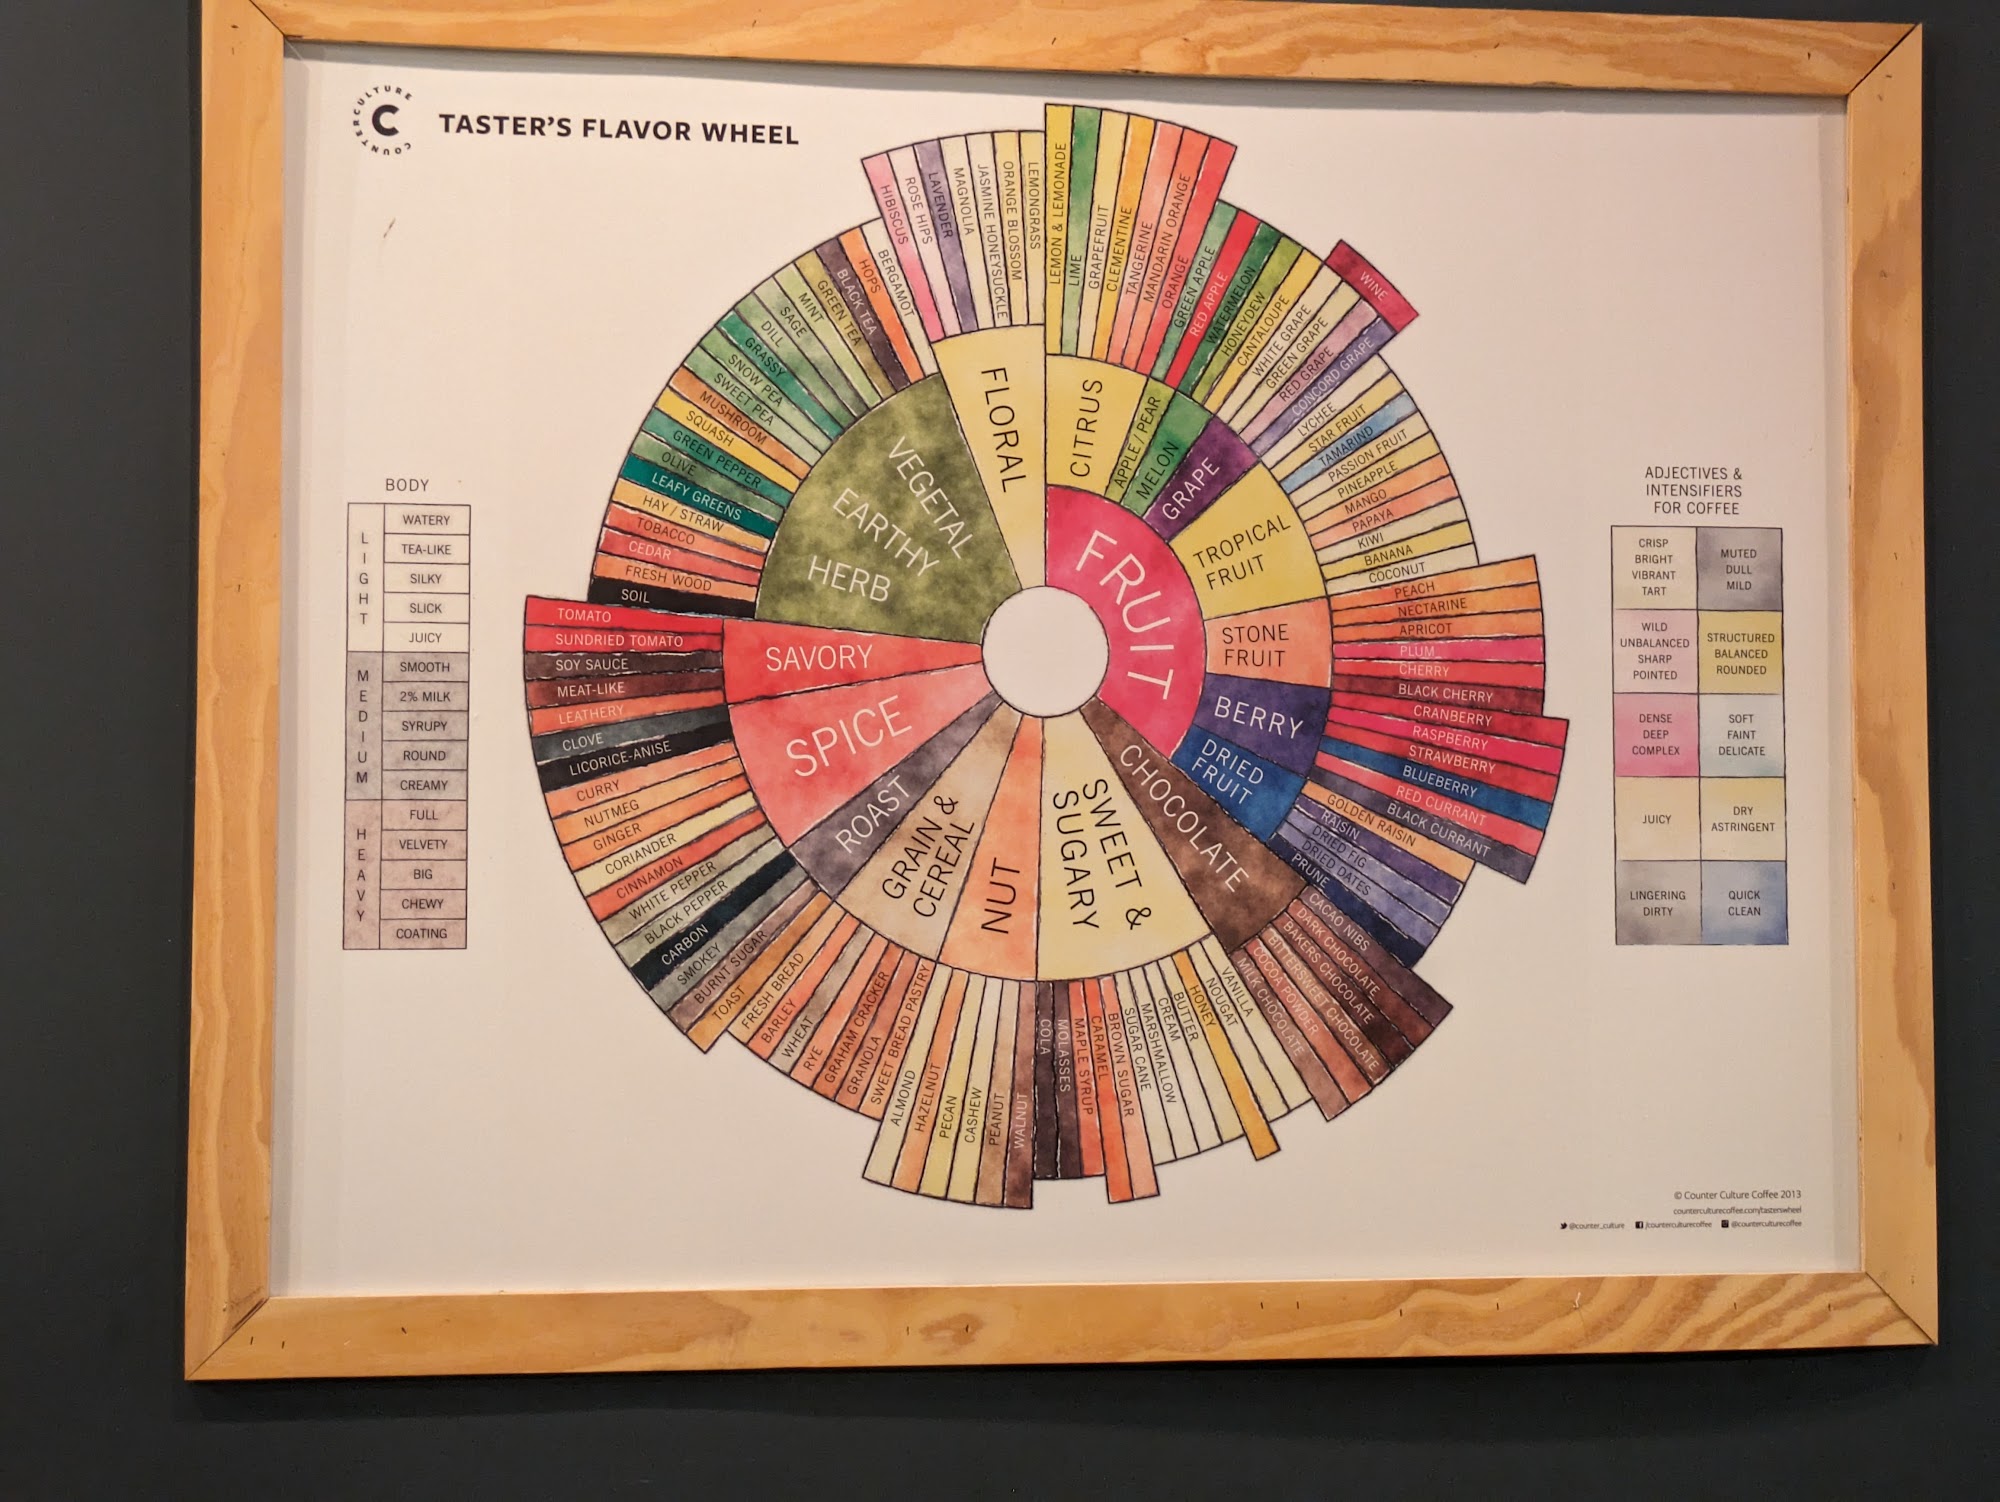 COUNTER CULTURE
C
TASTER'S FLAVOR WHEEL
BODY
LIGHT
WATERY
TEA-LIKE
SILKY
SLICK
JUICY
MEDIUM
SMOOTH
2% MILK
SYRUPY
ROUND
CREAMY
HEAVY
FULL
VELVETY
BIG
CHEWY
COATING
FRUIT
CITRUS
LEMON & LEMONADE
LIME
GRAPEFRUIT
CLEMENTINE
TANGERINE
MANDARIN ORANGE
ORANGE
APPLE / PEAR
GREEN APPLE
RED APPLE
MELON
WATERMELON
HONEYDEW
CANTALOUPE
GRAPE
WHITE GRAPE
GREEN GRAPE
RED GRAPE
CONCORD GRAPE
WINE
TROPICAL
FRUIT
LYCHEE
STAR FRUIT
TAMARIND
PASSION FRUIT
PINEAPPLE
MANGO
PAPAYA
KIWI
BANANA
COCONUT
STONE
FRUIT
PEACH
NECTARINE
APRICOT
PLUM
CHERRY
BLACK CHERRY
BERRY
CRANBERRY
RASPBERRY
STRAWBERRY
BLUEBERRY
RED CURRANT
BLACK CURRANT
DRIED
FRUIT
GOLDEN RAISIN
RAISIN
DRIED FIG
DRIED DATES
PRUNE
CHOCOLATE
CACAO NIBS
DARK CHOCOLATE
BAKERS CHOCOLATE
BITTERSWEET CHOCOLATE
COCOA POWDER
MILK CHOCOLATE
SWEET &
SUGARY
VANILLA
NOUGAT
HONEY
BUTTER
CREAM
MARSHMALLOW
SUGAR CANE
BROWN SUGAR
CARAMEL
MAPLE SYRUP
MOLASSES
COLA
NUT
WALNUT
PEANUT
CASHEW
PECAN
HAZELNUT
ALMOND
GRAIN &
CEREAL
SWEET BREAD PASTRY
GRANOLA
GRAHAM CRACKER
RYE
WHEAT
BARLEY
FRESH BREAD
ROAST
TOAST
BURNT SUGAR
SMOKEY
CARBON
SPICE
BLACK PEPPER
WHITE PEPPER
CINNAMON
CORIANDER
GINGER
NUTMEG
CURRY
LICORICE-ANISE
CLOVE
SAVORY
LEATHERY
MEAT-LIKE
SOY SAUCE
SUNDRIED TOMATO
TOMATO
VEGETAL
EARTHY
HERB
SOIL
FRESH WOOD
CEDAR
TOBACCO
HAY / STRAW
LEAFY GREENS
OLIVE
GREEN PEPPER
SQUASH
MUSHROOM
SWEET PEA
SNOW PEA
GRASSY
DILL
SAGE
MINT
GREEN TEA
BLACK TEA
HOPS
BERGAMOT
FLORAL
HIBISCUS
ROSE HIPS
LAVENDER
MAGNOLIA
JASMINE HONEYSUCKLE
ORANGE BLOSSOM
LEMONGRASS
ADJECTIVES &
INTENSIFIERS
FOR COFFEE
CRISP
BRIGHT
VIBRANT
TART
MUTED
DULL
MILD
WILD
UNBALANCED
SHARP
POINTED
STRUCTURED
BALANCED
ROUNDED
DENSE
DEEP
COMPLEX
SOFT
FAINT
DELICATE
JUICY
DRY
ASTRINGENT
LINGERING
DIRTY
QUICK
CLEAN
© Counter Culture Coffee 2013
counterculturecoffee.com/tasterswheel
@counter_culture /counterculturecoffee @counterculturecoffee